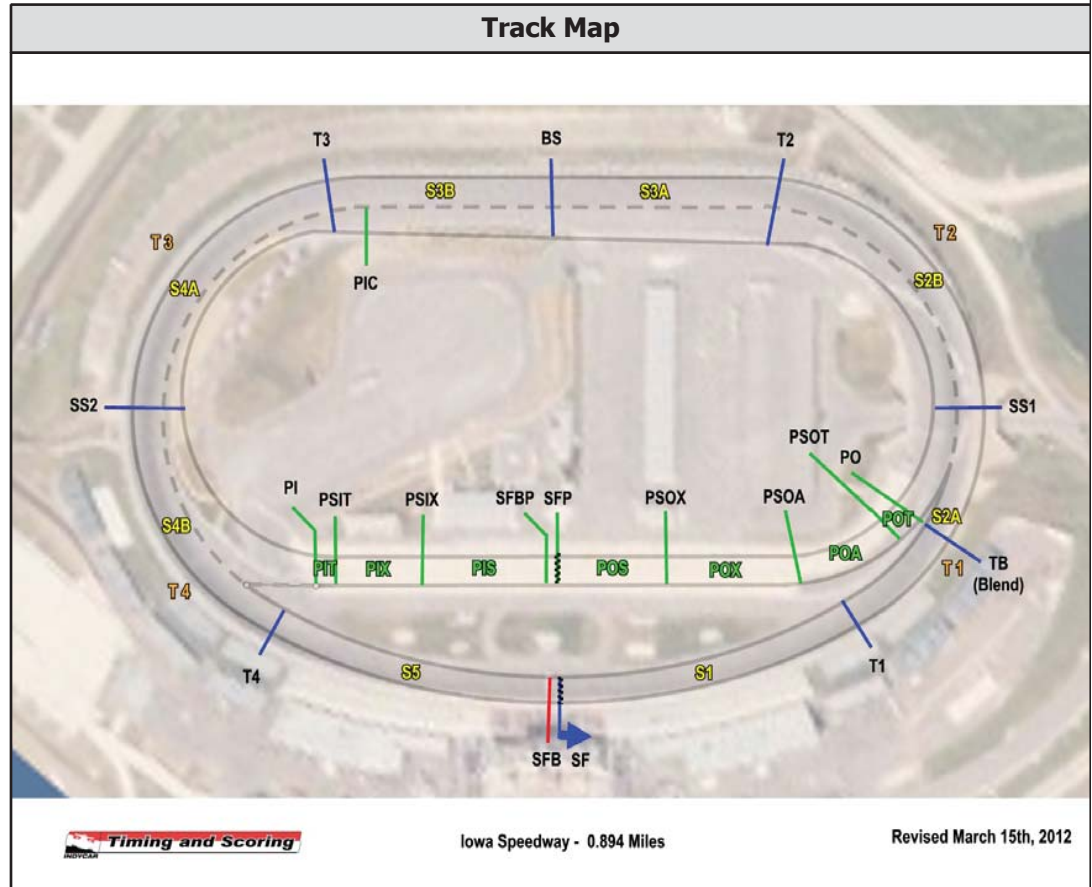 Track Map
T3
BS
T2
S3B
S3A
T 3
T 2
PIC
S4A
S2B
SS2
SS1
PSOT
PO
PI
PSIT
PSIX
SFBP
SFP
PSOX
PSOA
S4B
POT
S2A
PIT
PIX
PIS
POS
POX
POA
T 4
T 1
TB
(Blend)
T4
T1
S5
S1
SFB
SF
INDYCAR
Timing and Scoring
Iowa Speedway - 0.894 Miles
Revised March 15th, 2012